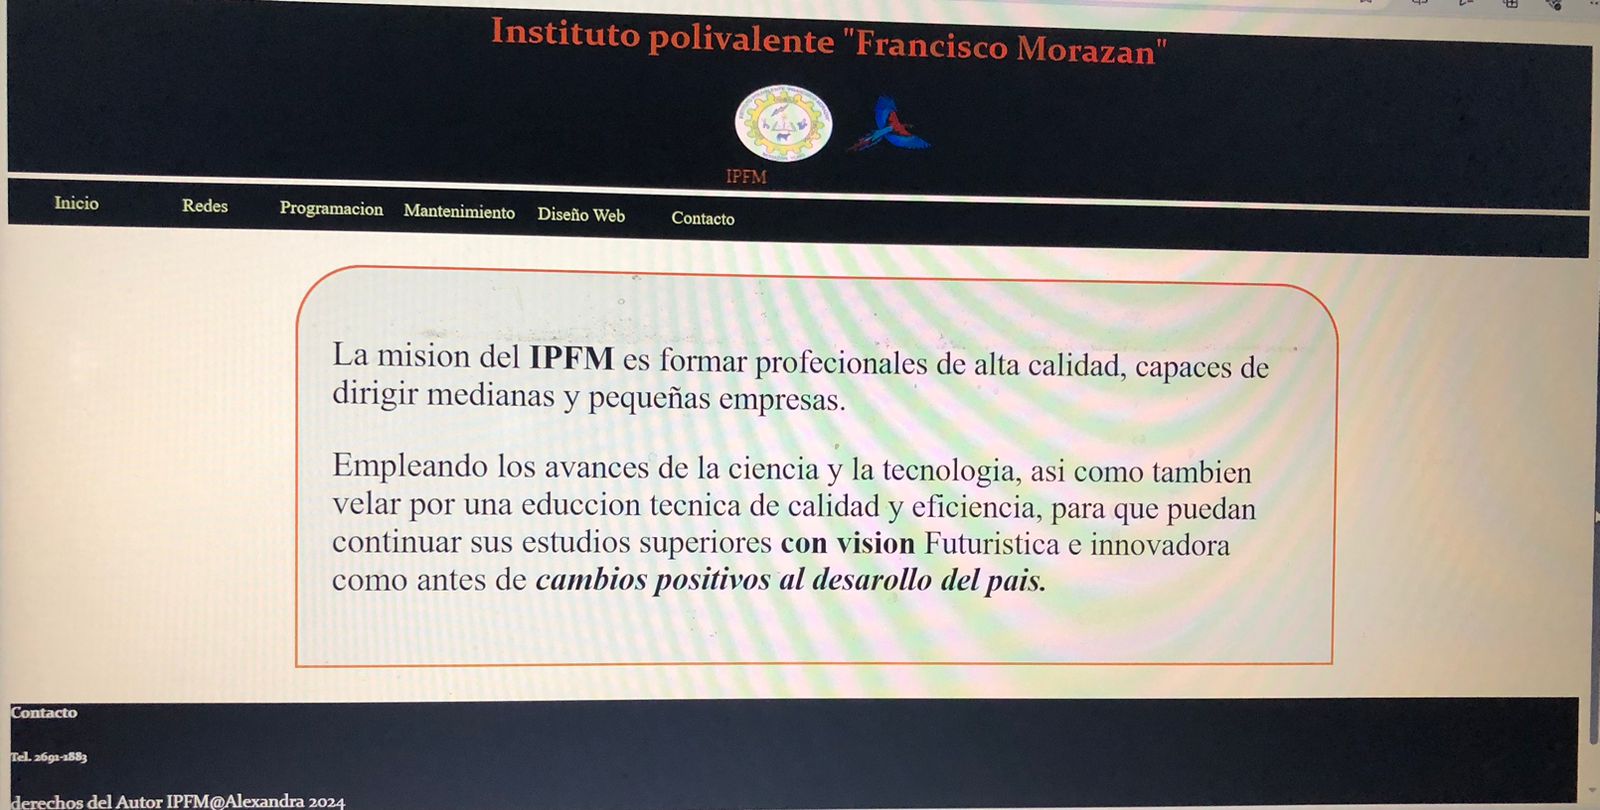 Instituto polivalente "Francisco Morazan"
IPFM
Inicio Redes Programacion Mantenimiento Diseño Web Contacto
La mision del IPFM es formar profecionales de alta calidad, capaces de
dirigir medianas y pequeñas empresas.
Empleando los avances de la ciencia y la tecnologia, asi como tambien
velar por una educcion tecnica de calidad y eficiencia, para que puedan
continuar sus estudios superiores con vision Futuristica e innovadora
como antes de cambios positivos al desarollo del pais.
Contacto
Tel. 2691-1883
derechos del Autor IPFM@Alexandra 2024